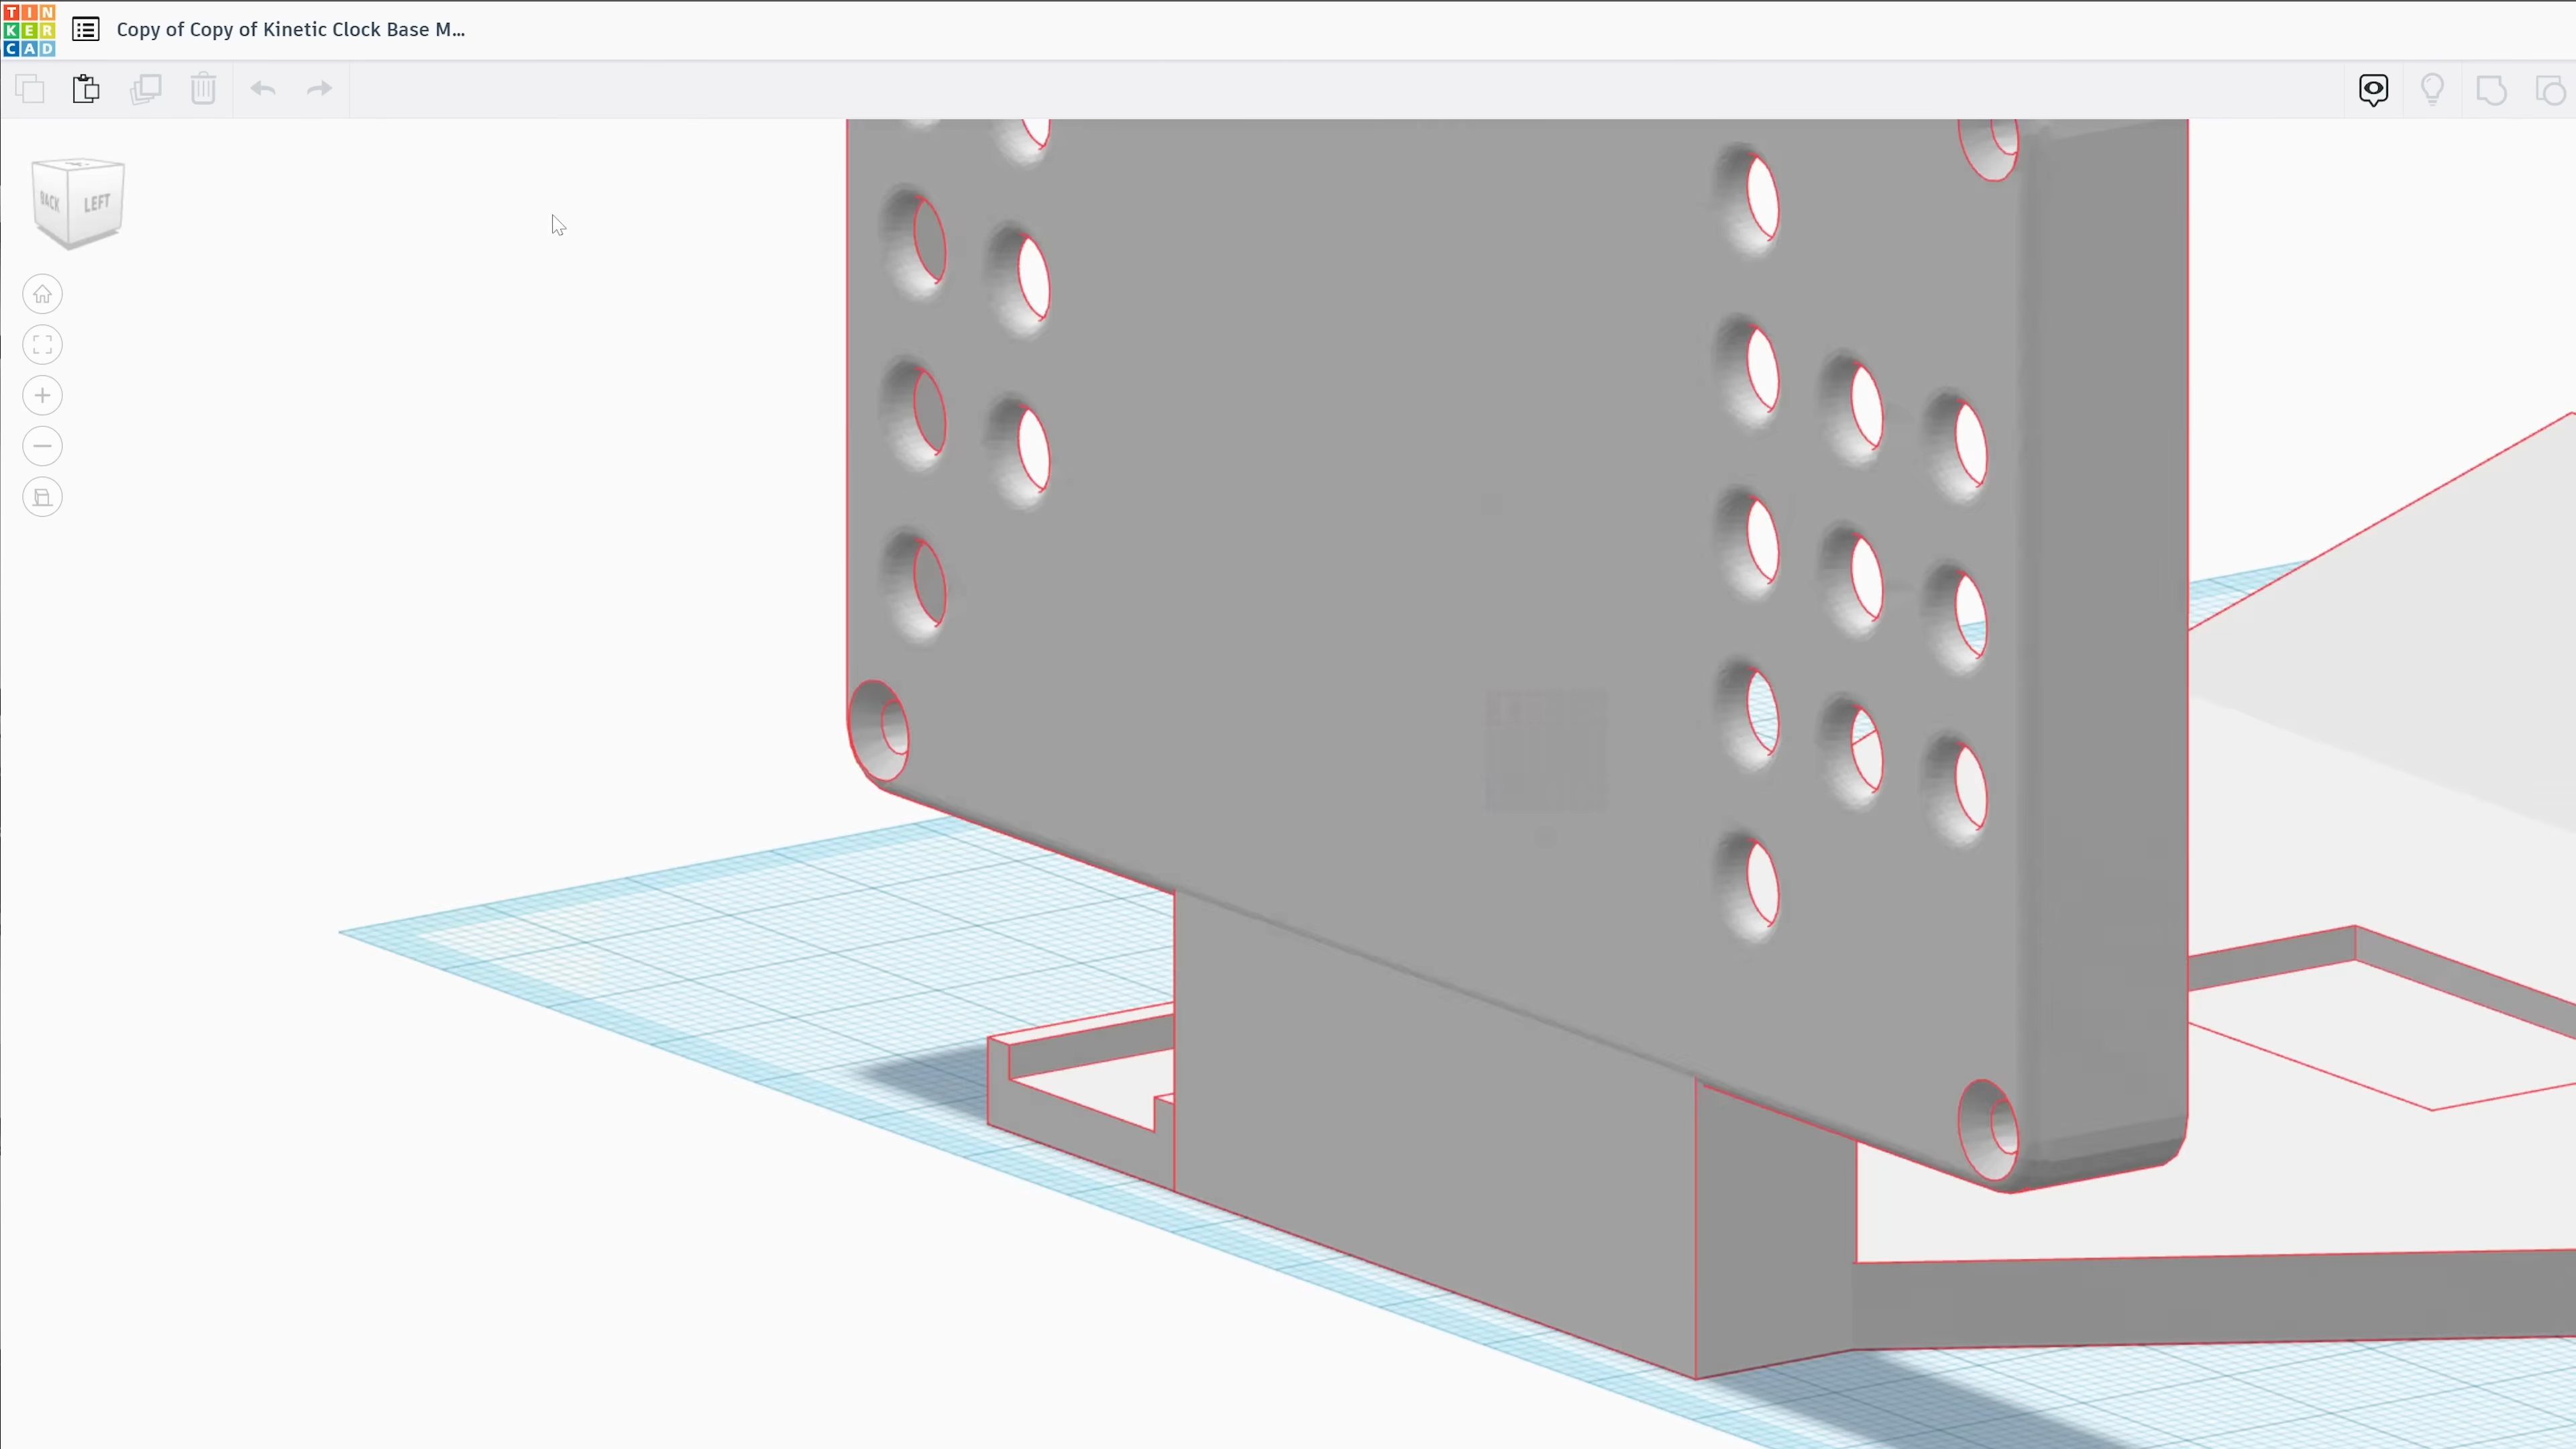 TIN
KER
CAD
Copy of Copy of Kinetic Clock Base M...
BACK
LEFT